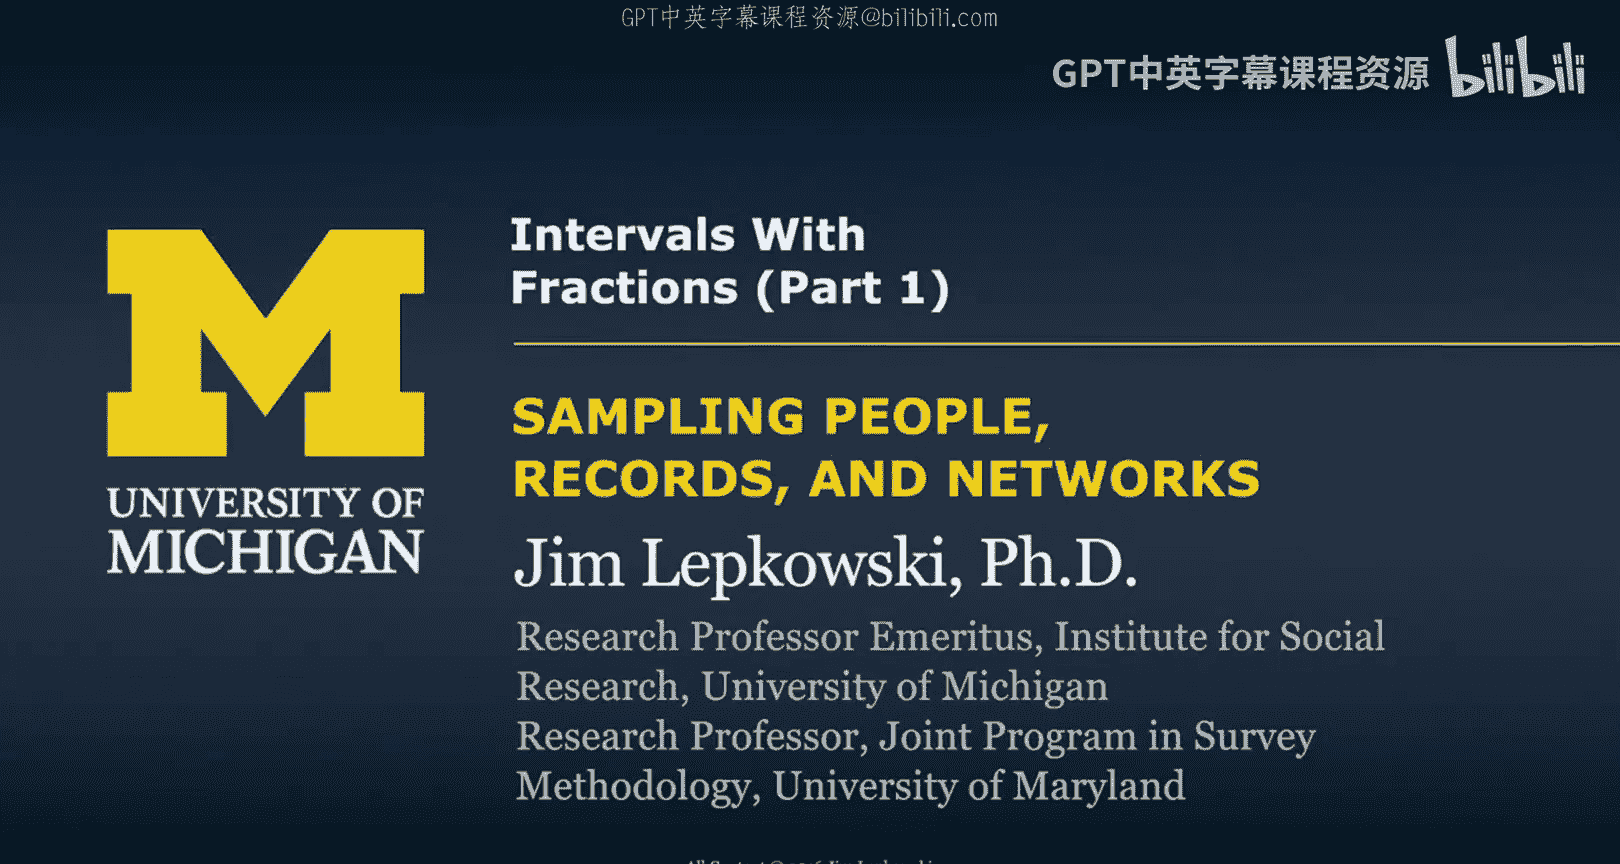 GPT中英字幕课程资源@bilibili.com
GPT中英字幕课程资源 bilibili
Intervals With
Fractions (Part 1)
SAMPLING PEOPLE,
RECORDS, AND NETWORKS
UNIVERSITY OF
MICHIGAN
Jim Lepkowski, Ph.D.
Research Professor Emeritus, Institute for Social
Research, University of Michigan
Research Professor, Joint Program in Survey
Methodology, University of Maryland